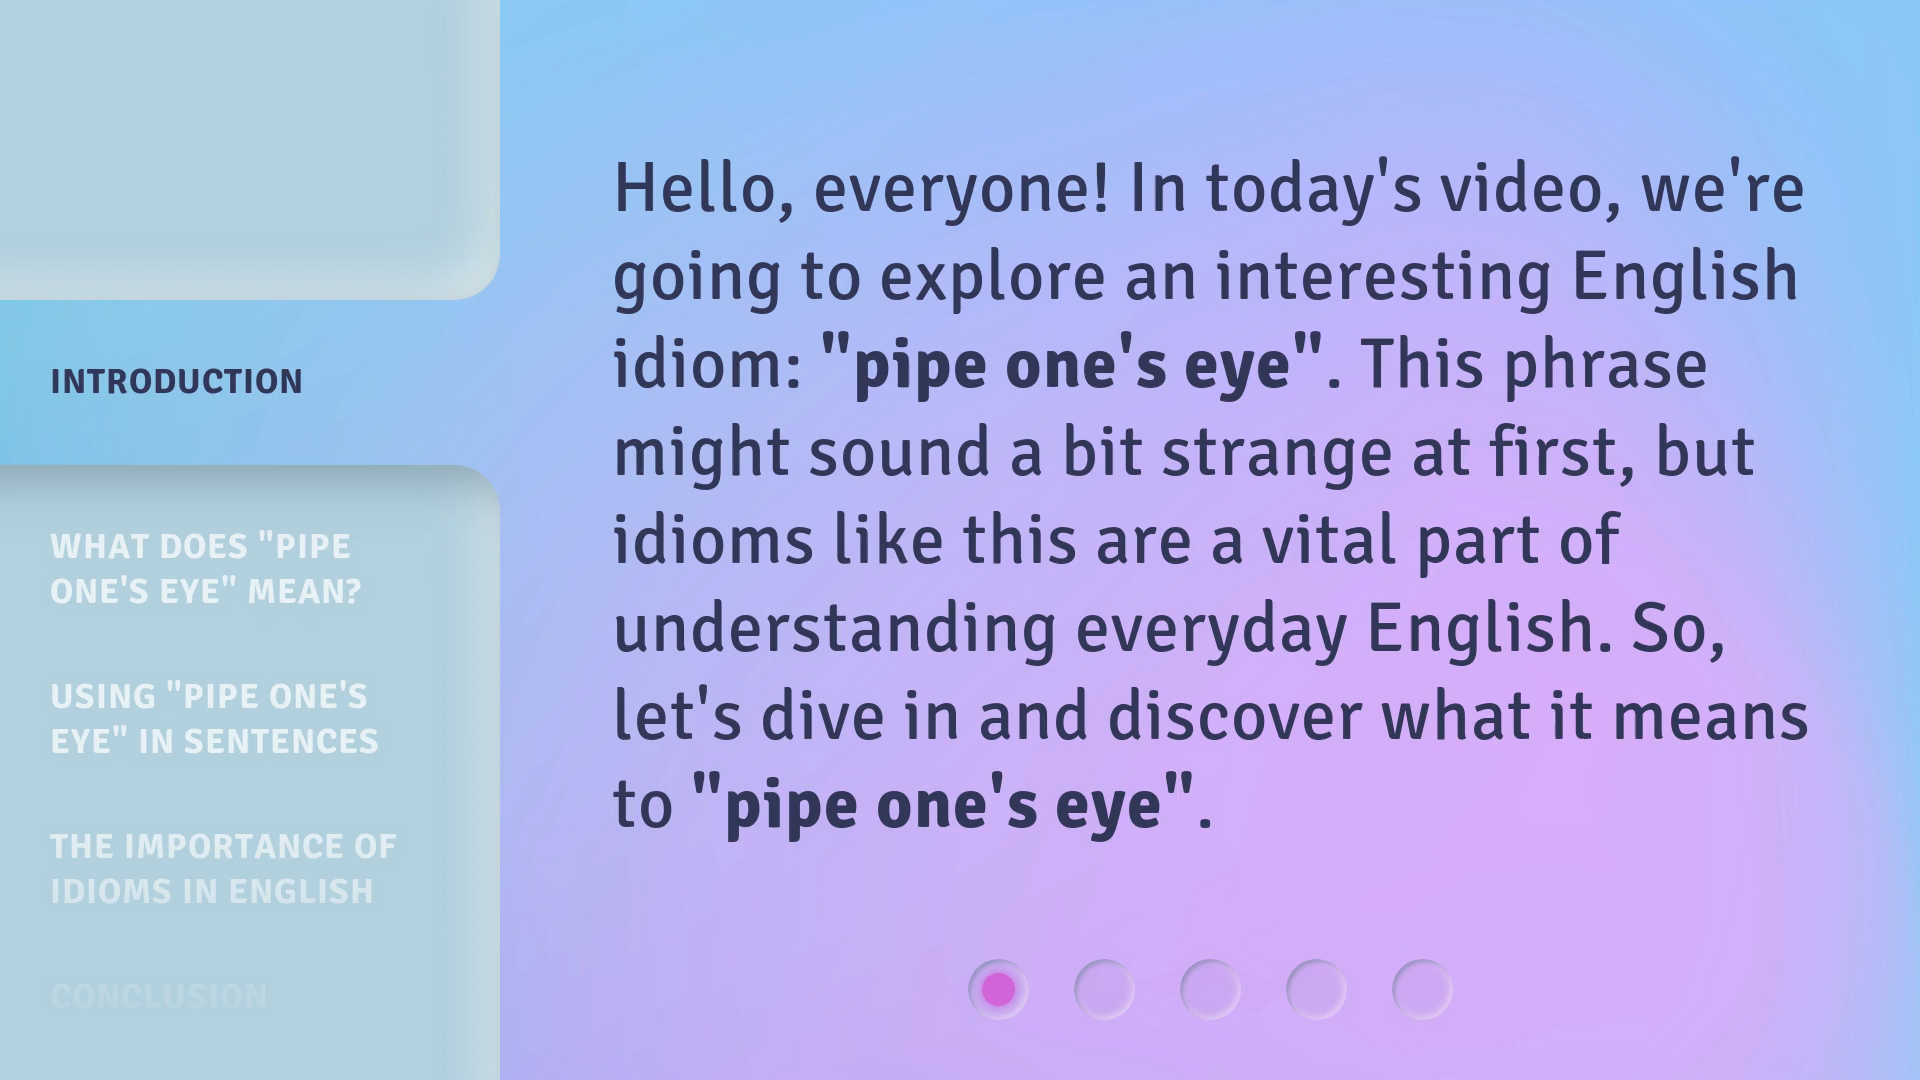 INTRODUCTION
WHAT DOES "PIPE
ONE'S EYE" MEAN?
USING "PIPE ONE'S
EYE" IN SENTENCES
THE IMPORTANCE OF
IDIOMS IN ENGLISH
CONCLUSION
Hello, everyone! In today's video, we're
going to explore an interesting English
idiom: "pipe one's eye". This phrase
might sound a bit strange at first, but
idioms like this are a vital part of
understanding everyday English. So,
let's dive in and discover what it means
to "pipe one's eye".